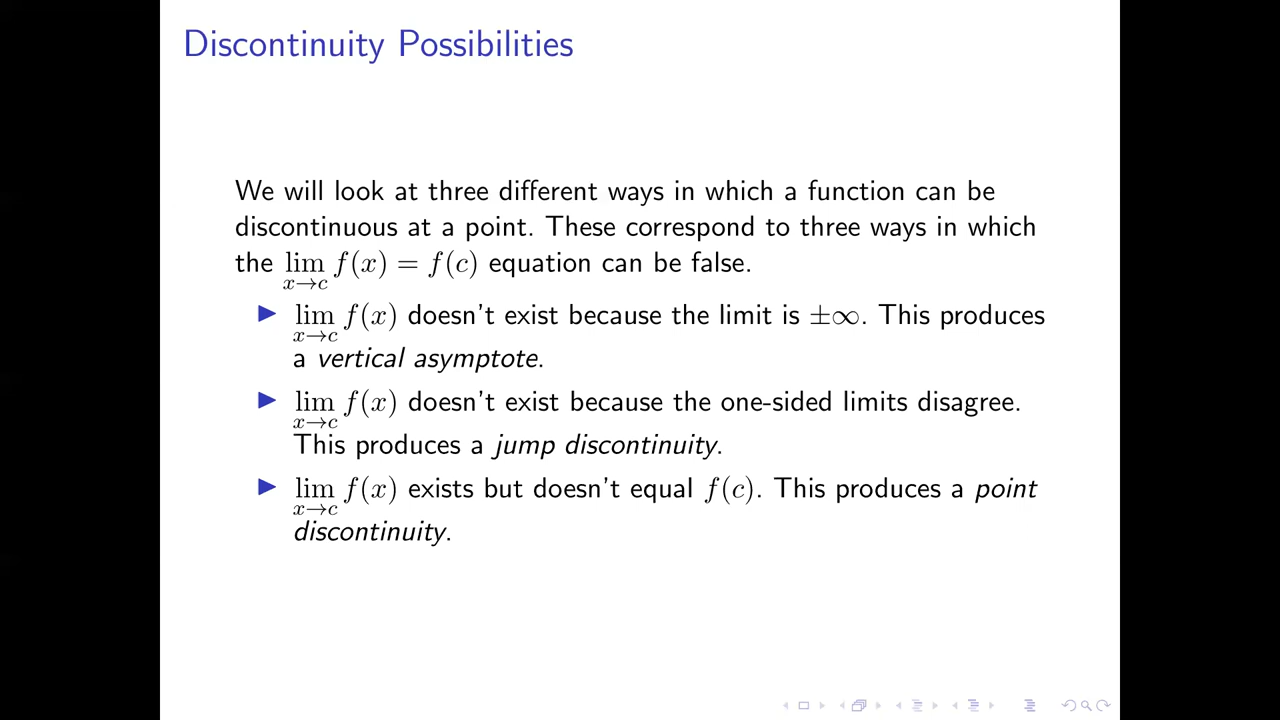 Discontinuity Possibilities
We will look at three different ways in which a function can be
discontinuous at a point. These correspond to three ways in which
the lim f(x) = f(c) equation can be false.
x→c
▶ lim f(x) doesn't exist because the limit is ±∞. This produces
x→c
a vertical asymptote.
▶ lim f(x) doesn't exist because the one-sided limits disagree.
x→c
This produces a jump discontinuity.
▶ lim f(x) exists but doesn't equal f(c). This produces a point
x→c
discontinuity.